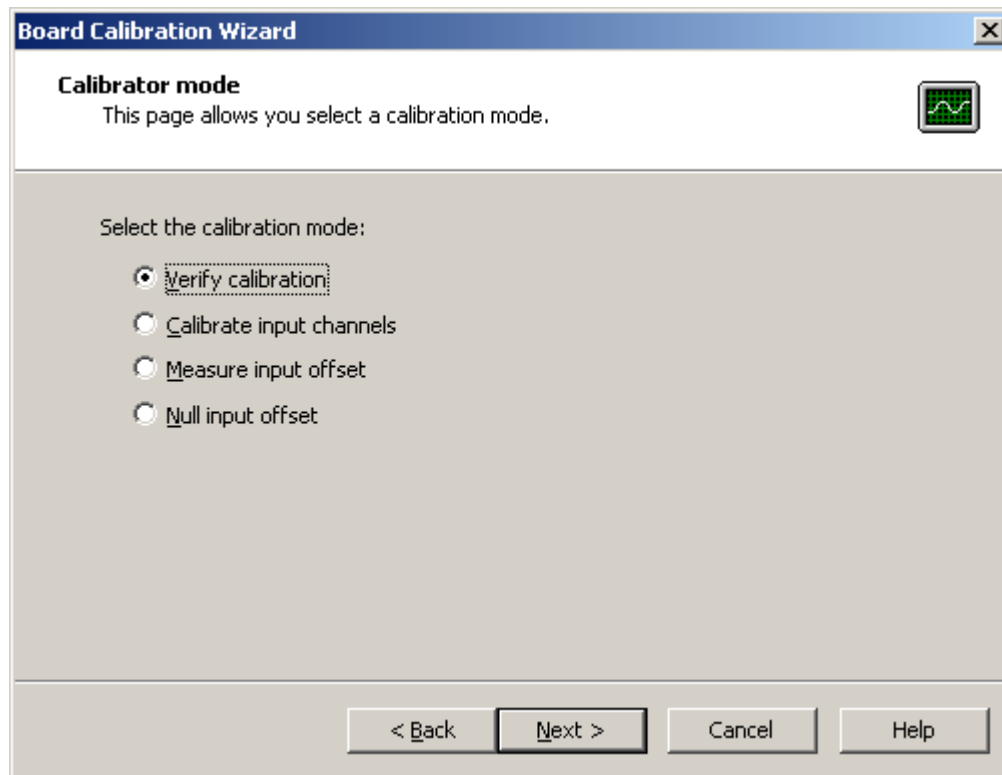 Board Calibration Wizard
Calibrator mode
This page allows you select a calibration mode.
Select the calibration mode:
Verify calibration
Calibrate input channels
Measure input offset
Null input offset
< Back Next > Cancel Help